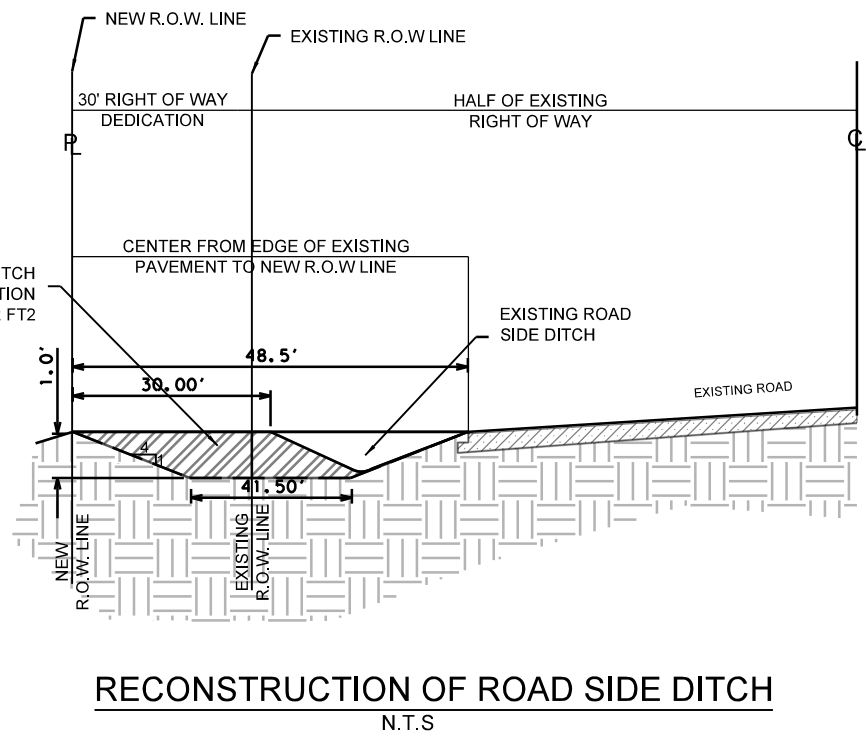 NEW R.O.W. LINE
EXISTING R.O.W LINE
30' RIGHT OF WAY
DEDICATION
HALF OF EXISTING
RIGHT OF WAY
PL
CL
CENTER FROM EDGE OF EXISTING
PAVEMENT TO NEW R.O.W LINE
FT2
EXISTING ROAD
SIDE DITCH
48.5'
1.0'
30.00'
EXISTING ROAD
4
1
41.50'
NEW
R.O.W. LINE
EXISTING
R.O.W. LINE
RECONSTRUCTION OF ROAD SIDE DITCH
N.T.S